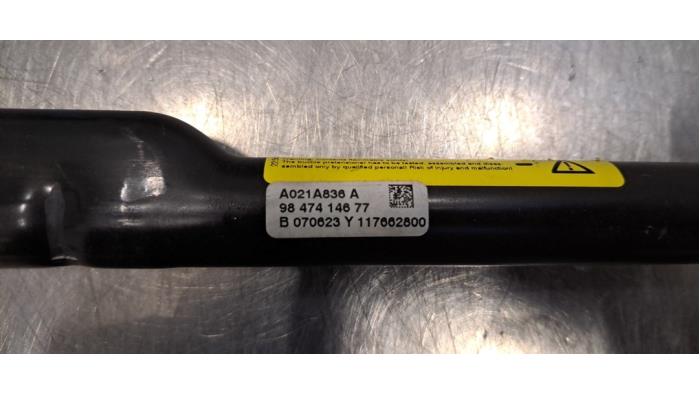 The buckle pretensioner has to be tested, assembled and disas-
sembled only by qualified personal! Risk of injury and malfunction!
A021A836 A
98 474 146 77
B 070623 Y 117662800